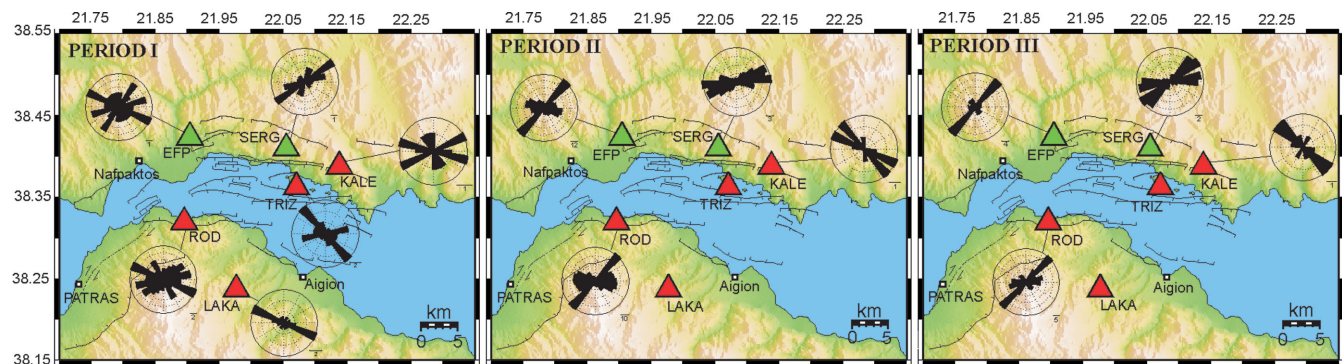 21.75 21.85 21.95 22.05 22.15 22.25
21.75 21.85 21.95 22.05 22.15 22.25
21.75 21.85 21.95 22.05 22.15 22.25
38.55
38.45
38.35
38.25
38.15
PERIOD I
EFP
SERG
KALE
Nafpaktos
TRIZ
ROD
PATRAS
LAKA
Aigion
km
0 5
PERIOD II
EFP
SERG
KALE
Nafpaktos
TRIZ
ROD
PATRAS
LAKA
Aigion
km
0 5
PERIOD III
EFP
SERG
KALE
Nafpaktos
TRIZ
ROD
PATRAS
LAKA
Aigion
km
0 5